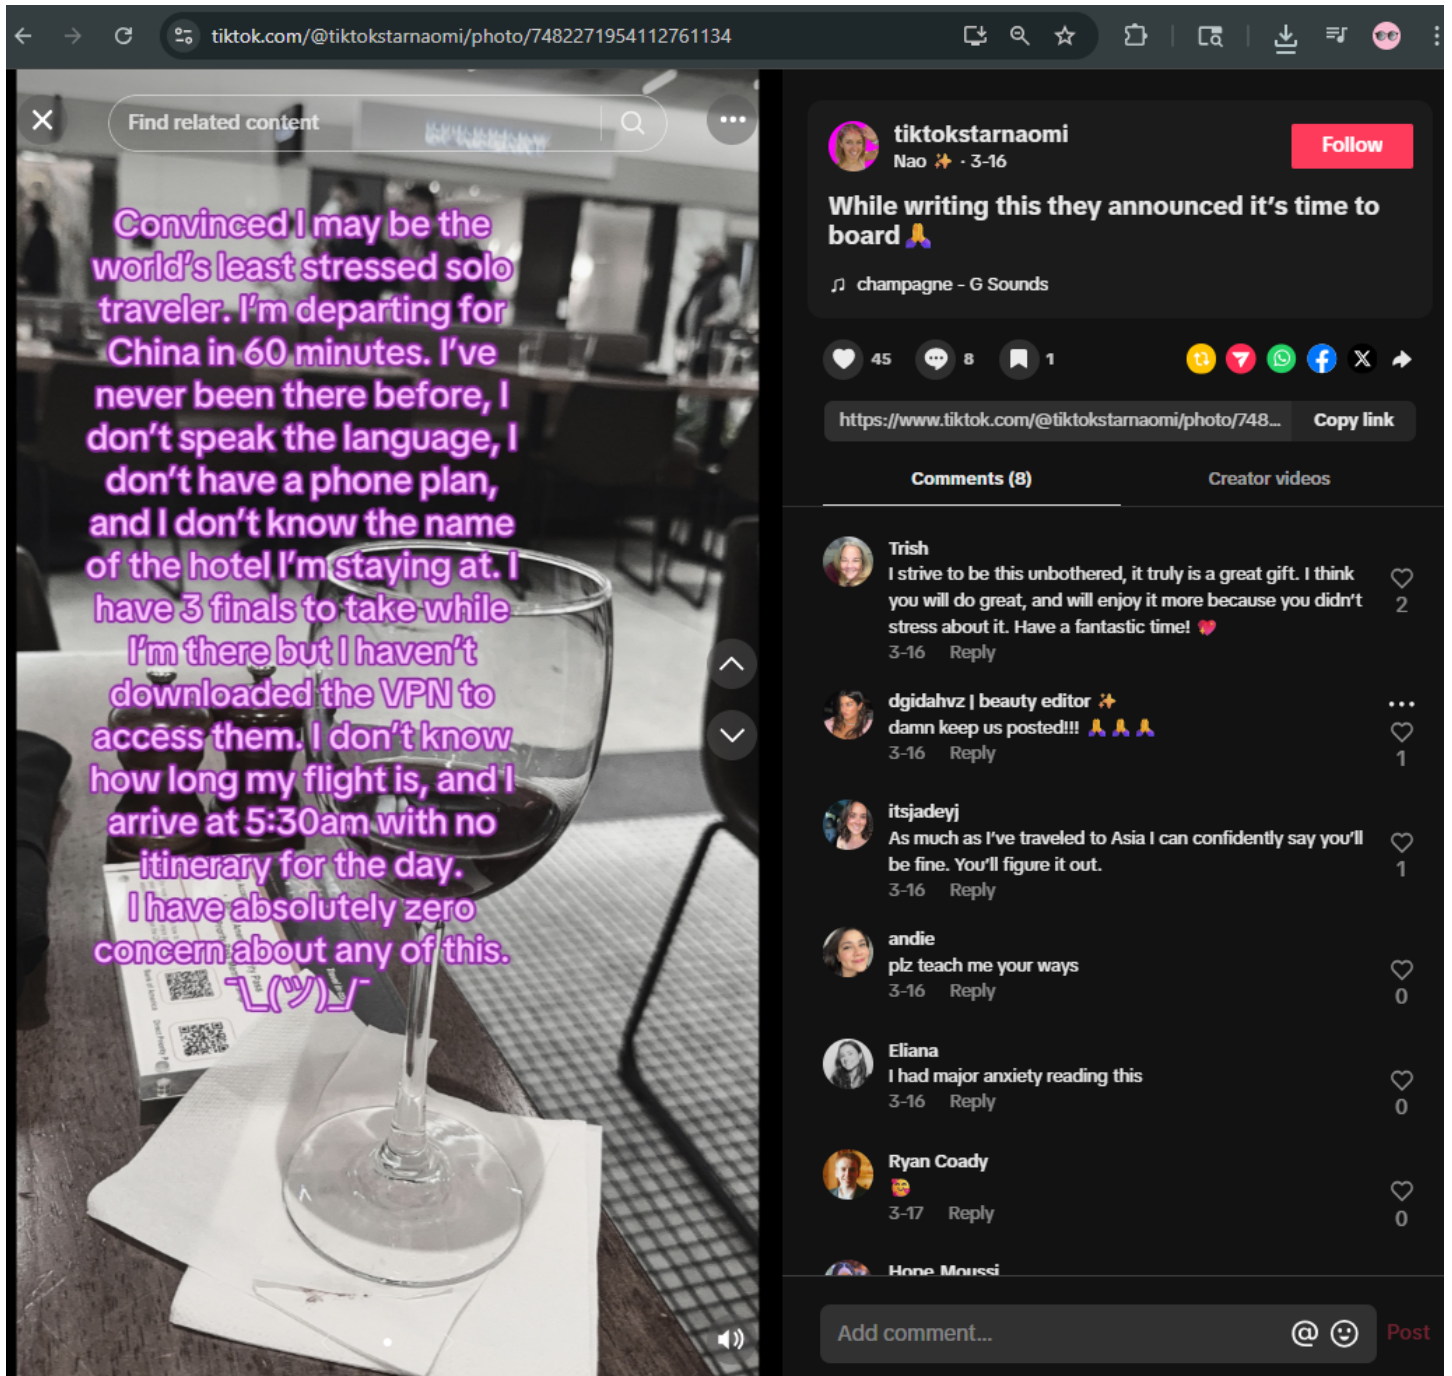 tiktok.com/@tiktokstarnaomi/photo/7482271954112761134
Find related content
Convinced I may be the
world's least stressed solo
traveler. I'm departing for
China in 60 minutes. I've
never been there before, I
don't speak the language, I
don't have a phone plan,
and I don't know the name
of the hotel I'm staying at. I
have 3 finals to take while
I'm there but I haven't
downloaded the VPN to
access them. I don't know
how long my flight is, and I
arrive at 5:30am with no
itinerary for the day.
I have absolutely zero
concern about any of this.
¯\_(ツ)_/¯
tiktokstarnaomi
Nao ✨ · 3-16
Follow
While writing this they announced it's time to
board 🙏
♫ champagne - G Sounds
45
8
1
https://www.tiktok.com/@tiktokstarnaomi/photo/748...
Copy link
Comments (8)
Creator videos
Trish
I strive to be this unbothered, it truly is a great gift. I think
you will do great, and will enjoy it more because you didn't
stress about it. Have a fantastic time! 💖
3-16 Reply
2
dgidahvz | beauty editor ✨
damn keep us posted!!! 🙏🙏🙏
3-16 Reply
1
itsjadeyj
As much as I've traveled to Asia I can confidently say you'll
be fine. You'll figure it out.
3-16 Reply
1
andie
plz teach me your ways
3-16 Reply
0
Eliana
I had major anxiety reading this
3-16 Reply
0
Ryan Coady
🥰
3-17 Reply
0
Hope Moussi
Add comment...
Post